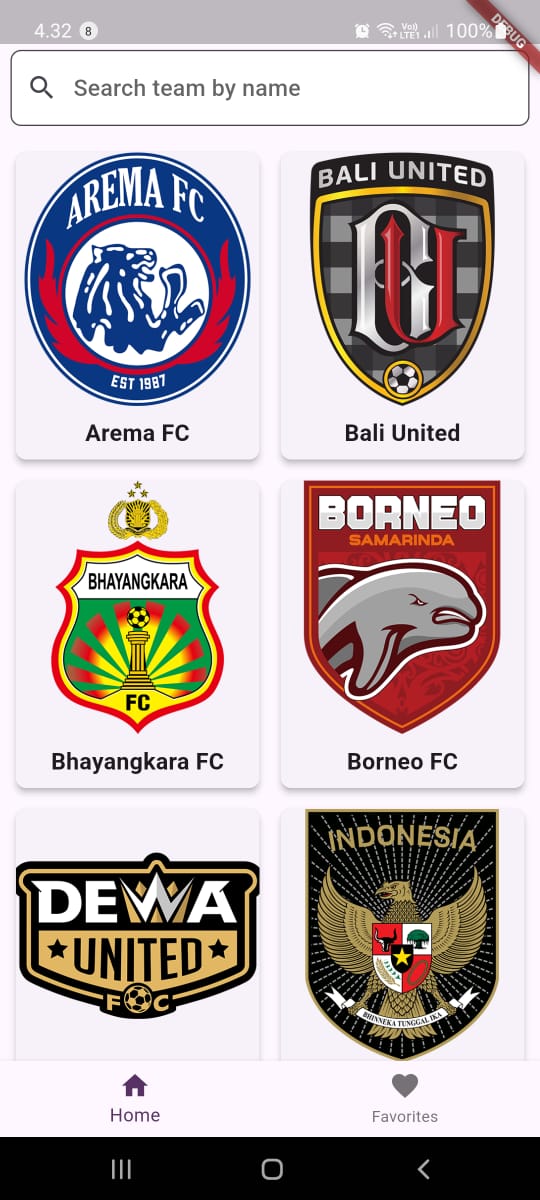 4.32 8 Vo) LTE1 100%
DEBUG
Search team by name
AREMA FC
EST 1987
Arema FC
BALI UNITED
Bali United
BHAYANGKARA
FC
Bhayangkara FC
BORNEO
SAMARINDA
Borneo FC
DEWA
UNITED
FC
INDONESIA
BHINNEKA TUNGGAL IKA
Home
Favorites